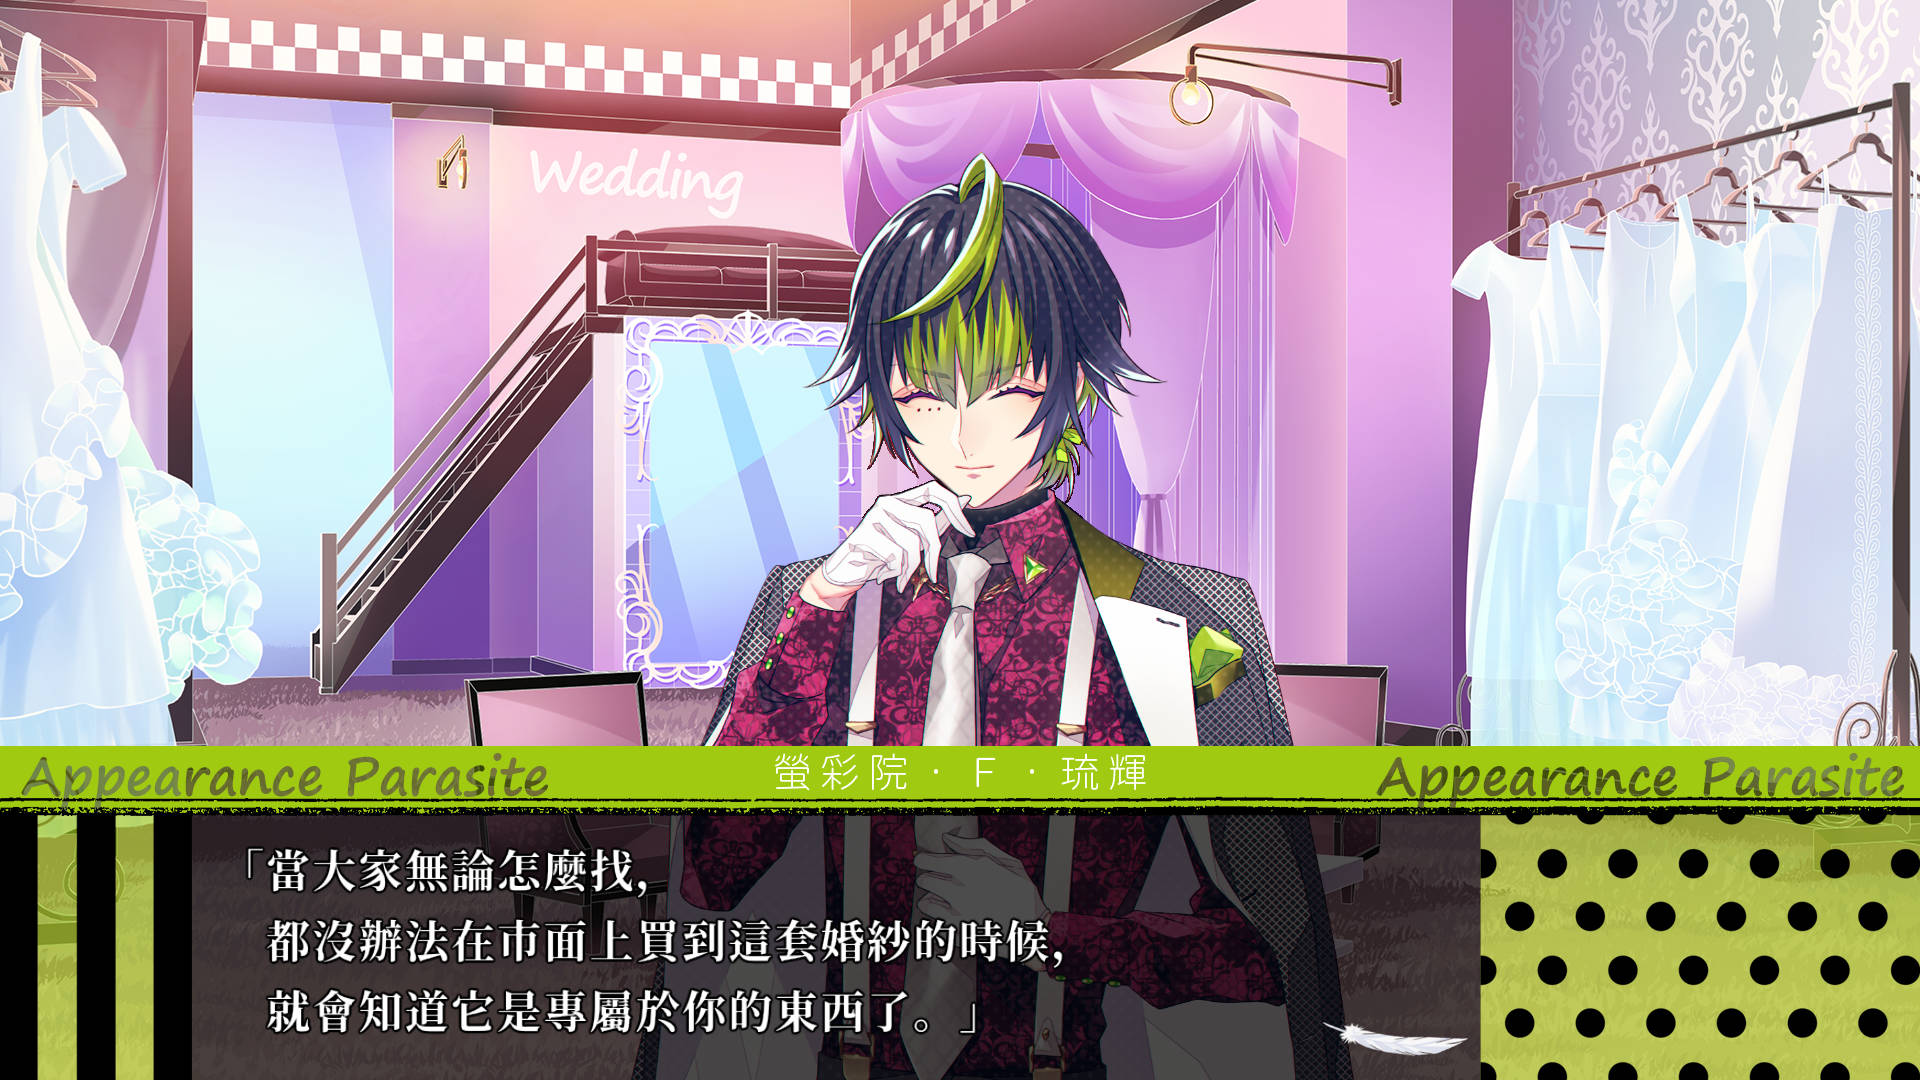 Wedding
Appearance Parasite
螢彩院・F・琉輝
Appearance Parasite
「當大家無論怎麼找，
都沒辦法在市面上買到這套婚紗的時候，
就會知道它是專屬於你的東西了。」